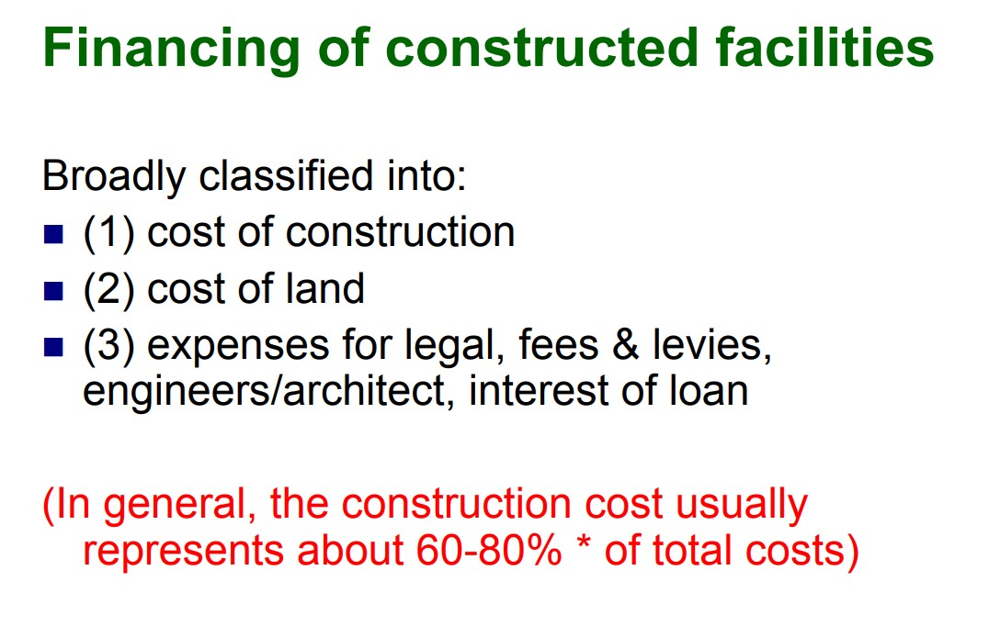 Financing of constructed facilities
Broadly classified into:
■ (1) cost of construction
■ (2) cost of land
■ (3) expenses for legal, fees & levies,
engineers/architect, interest of loan
(In general, the construction cost usually
represents about 60-80% * of total costs)